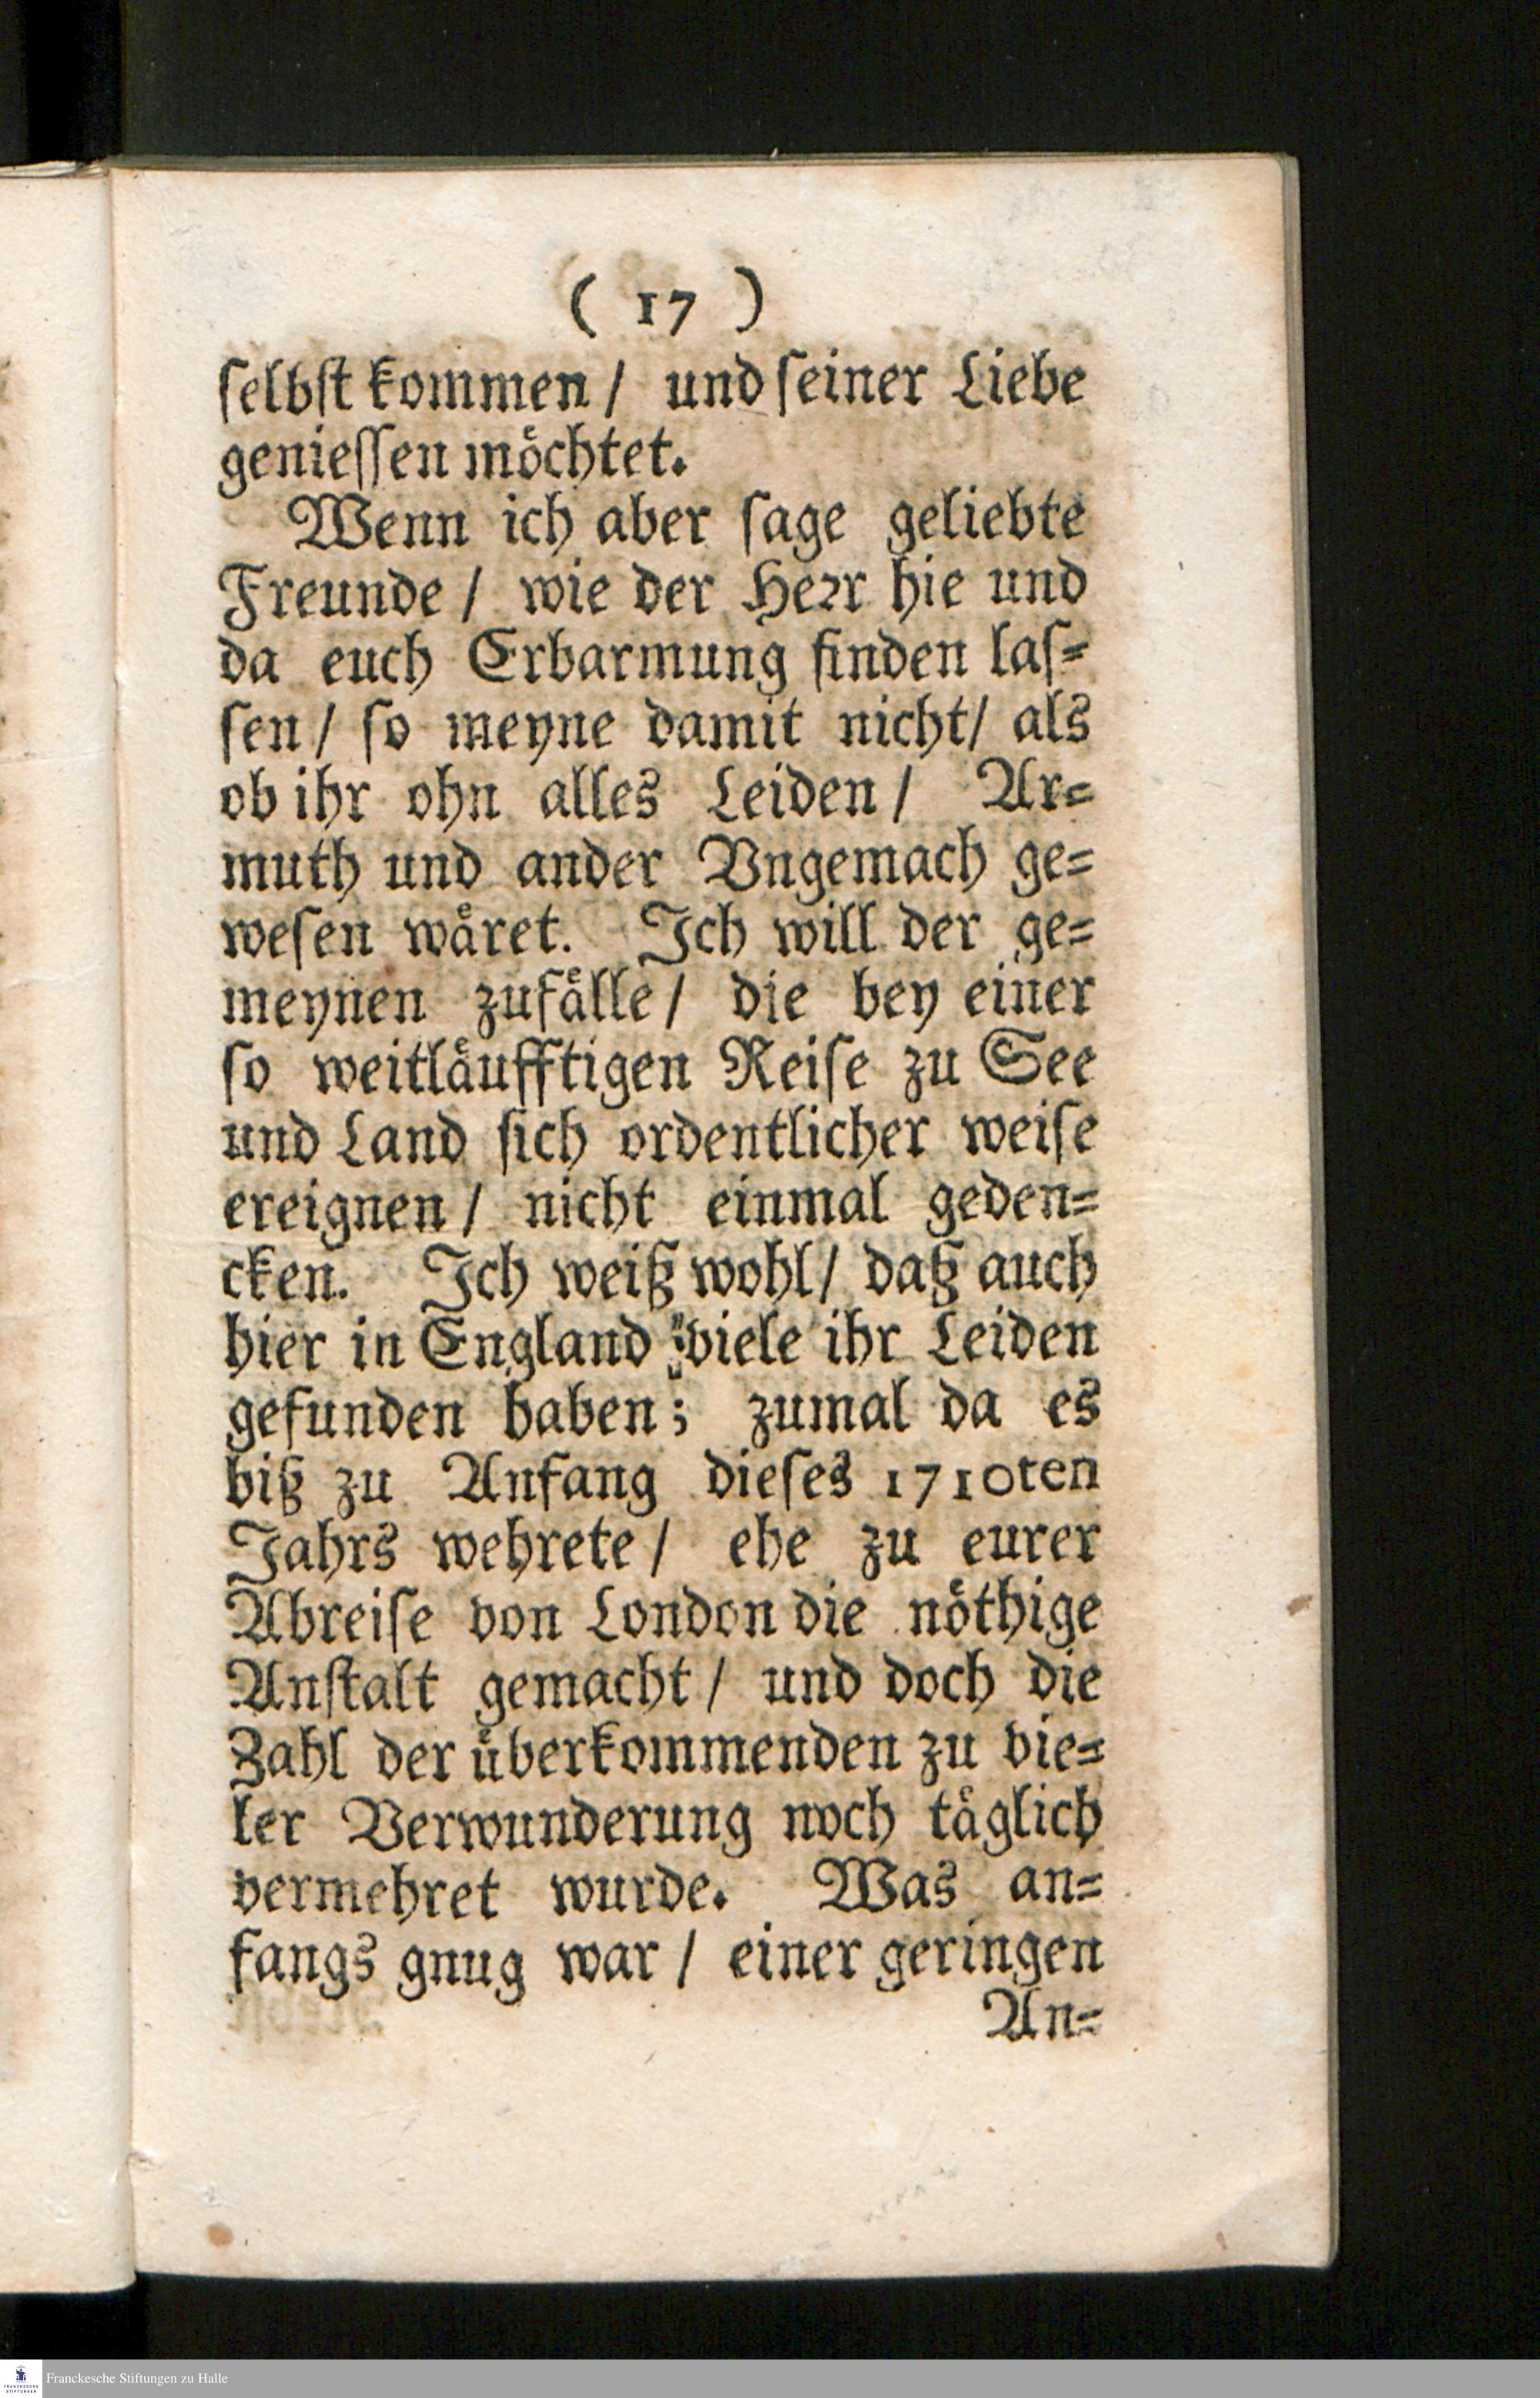 ( 17 )
selbst kommen / und seiner Liebe
geniessen möchtet.
Wenn ich aber sage geliebte
Freunde / wie der Herr hie und
da euch Erbarmung finden las=
sen / so meyne damit nicht / als
ob ihr ohn alles Leiden / Ar=
muth und ander Vngemach ge=
wesen wäret. Ich will der ge=
meynen zufälle / die bey einer
so weitläufftigen Reise zu See
und Land sich ordentlicher weise
ereignen / nicht einmal geden=
cken. Ich weiß wohl / daß auch
hier in England viele ihr Leiden
gefunden haben; zumal da es
biß zu Anfang dieses 1710ten
Jahrs wehrete / ehe zu eurer
Abreise von London die nöthige
Anstalt gemacht / und doch die
Zahl der überkommenden zu vie=
ler Verwunderung noch täglich
vermehret wurde. Was an=
fangs gnug war / einer geringen
An=
Franckesche Stiftungen zu Halle
FRANCKESCHE
STIFTUNGEN